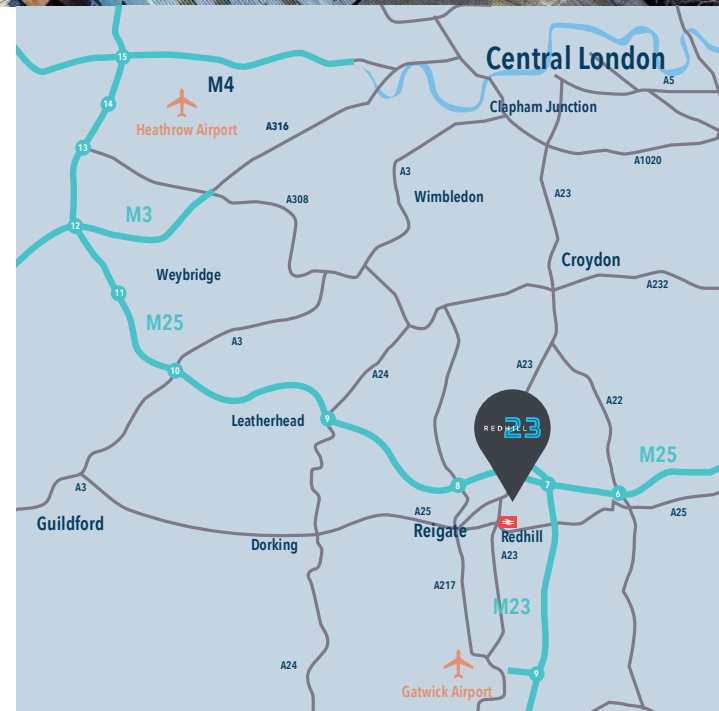 15
Central London
M4
A5
14
Clapham Junction
Heathrow Airport
A316
13
A1020
A3
A308
Wimbledon
A23
M3
12
Croydon
Weybridge
A232
11
M25
A3
10
A23
A24
A22
9
Leatherhead
REDHILL 23
M25
8
7
A3
6
A25
A25
Guildford
Reigate
Redhill
Dorking
A23
A217
M23
A24
9
Gatwick Airport